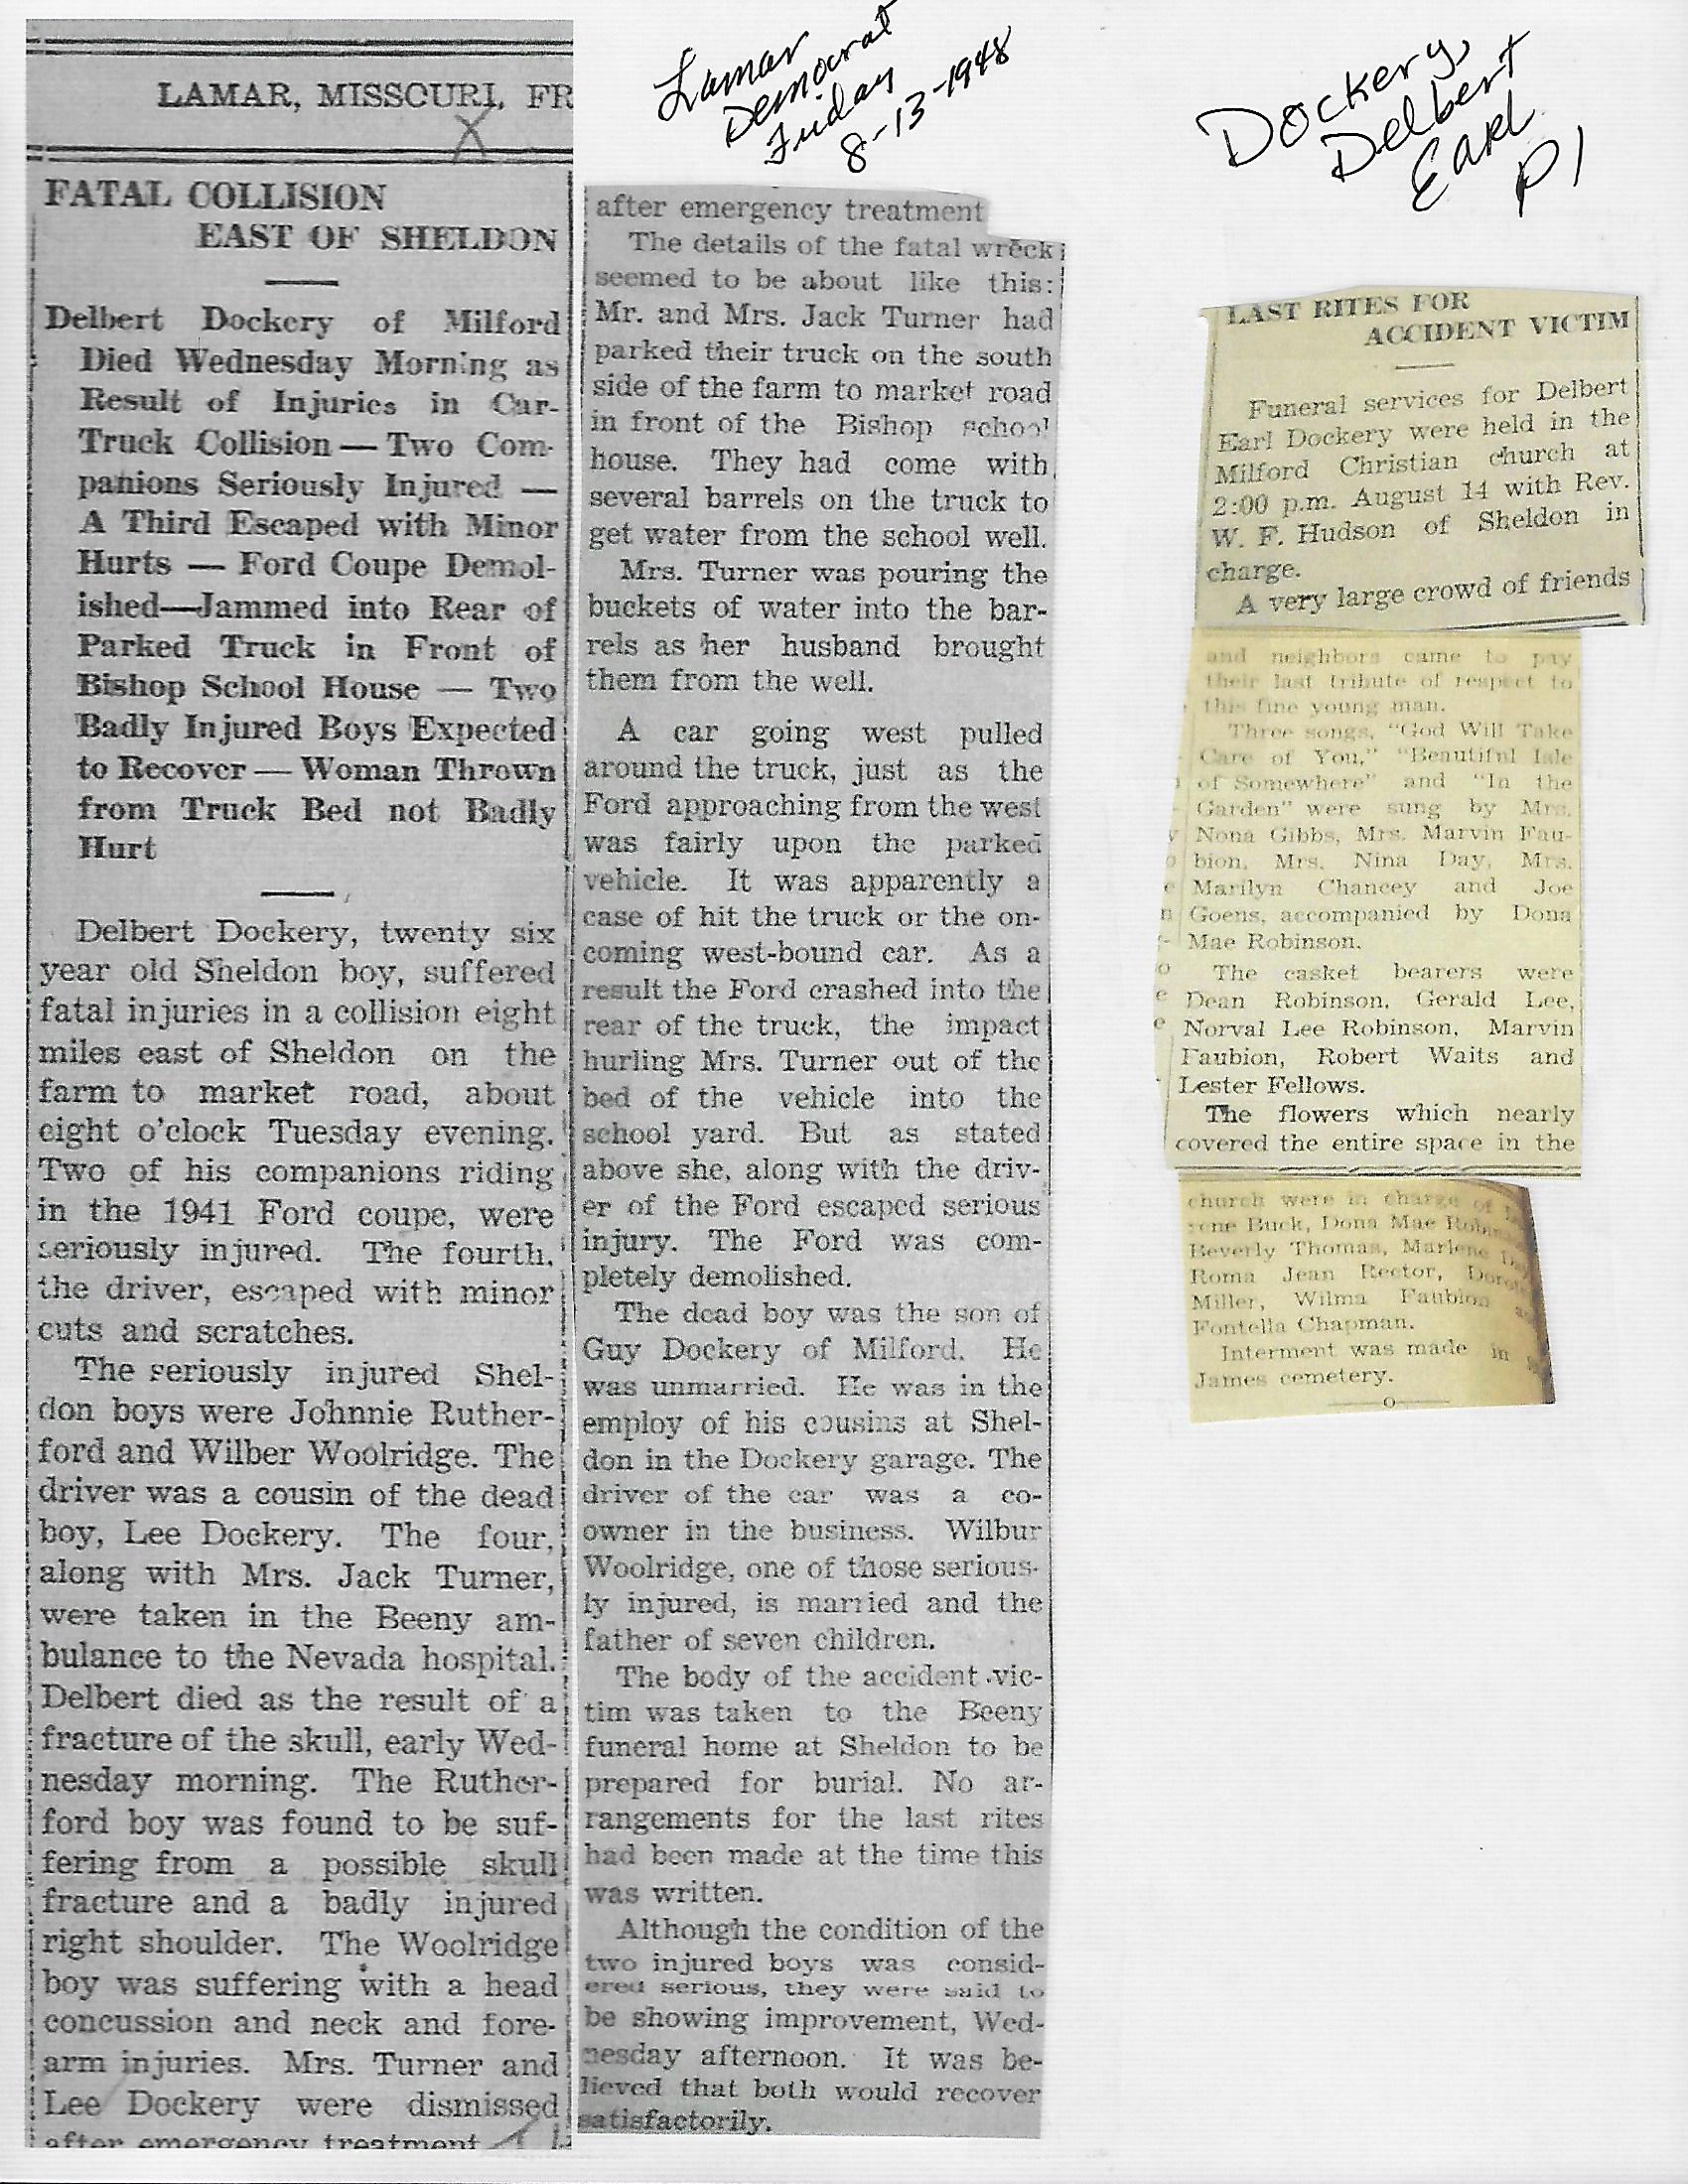 LAMAR, MISSOURI, FR
X
Lamar
Democrat
Friday
8-13-1948
Dockery,
Delbert
Earl
P1
FATAL COLLISION
EAST OF SHELDON
Delbert Dockery of Milford
Died Wednesday Morning as
Result of Injuries in Car-
Truck Collision — Two Com-
panions Seriously Injured —
A Third Escaped with Minor
Hurts — Ford Coupe Demol-
ished—Jammed into Rear of
Parked Truck in Front of
Bishop School House — Two
Badly Injured Boys Expected
to Recover — Woman Thrown
from Truck Bed not Badly
Hurt
Delbert Dockery, twenty six
year old Sheldon boy, suffered
fatal injuries in a collision eight
miles east of Sheldon on the
farm to market road, about
eight o'clock Tuesday evening.
Two of his companions riding
in the 1941 Ford coupe, were
seriously injured. The fourth,
the driver, escaped with minor
cuts and scratches.
The seriously injured Shel-
don boys were Johnnie Ruther-
ford and Wilber Woolridge. The
driver was a cousin of the dead
boy, Lee Dockery. The four,
along with Mrs. Jack Turner,
were taken in the Beeny am-
bulance to the Nevada hospital.
Delbert died as the result of a
fracture of the skull, early Wed-
nesday morning. The Ruther-
ford boy was found to be suf-
fering from a possible skull
fracture and a badly injured
right shoulder. The Woolridge
boy was suffering with a head
concussion and neck and fore-
arm injuries. Mrs. Turner and
Lee Dockery were dismissed
after emergency treatment
after emergency treatment
The details of the fatal wreck
seemed to be about like this:
Mr. and Mrs. Jack Turner had
parked their truck on the south
side of the farm to market road
in front of the Bishop school
house. They had come with
several barrels on the truck to
get water from the school well.
Mrs. Turner was pouring the
buckets of water into the bar-
rels as her husband brought
them from the well.
A car going west pulled
around the truck, just as the
Ford approaching from the west
was fairly upon the parked
vehicle. It was apparently a
case of hit the truck or the on-
coming west-bound car. As a
result the Ford crashed into the
rear of the truck, the impact
hurling Mrs. Turner out of the
bed of the vehicle into the
school yard. But as stated
above she, along with the driv-
er of the Ford escaped serious
injury. The Ford was com-
pletely demolished.
The dead boy was the son of
Guy Dockery of Milford. He
was unmarried. He was in the
employ of his cousins at Shel-
don in the Dockery garage. The
driver of the car was a co-
owner in the business. Wilbur
Woolridge, one of those serious-
ly injured, is married and the
father of seven children.
The body of the accident vic-
tim was taken to the Beeny
funeral home at Sheldon to be
prepared for burial. No ar-
rangements for the last rites
had been made at the time this
was written.
Although the condition of the
two injured boys was consid-
ered serious, they were said to
be showing improvement, Wed-
nesday afternoon. It was be-
lieved that both would recover
satisfactorily.
LAST RITES FOR
ACCIDENT VICTIM
Funeral services for Delbert
Earl Dockery were held in the
Milford Christian church at
2:00 p.m. August 14 with Rev.
W. F. Hudson of Sheldon in
charge.
A very large crowd of friends
and neighbors came to pay
their last tribute of respect to
this fine young man.
Three songs, "God Will Take
Care of You," "Beautiful Isle
of Somewhere" and "In the
Garden" were sung by Mrs.
Nona Gibbs, Mrs. Marvin Fau-
bion, Mrs. Nina Day, Mrs.
Marilyn Chancey and Joe
Goens, accompanied by Dona
Mae Robinson.
The casket bearers were
Dean Robinson, Gerald Lee,
Norval Lee Robinson, Marvin
Faubion, Robert Waits and
Lester Fellows.
The flowers which nearly
covered the entire space in the
church were in charge of
Buck, Dona Mae
Beverly Thomas, Marlene
Roma Jean Rector,
Miller, Wilma Faubion
Fontella Chapman.
Interment was made in
James cemetery.